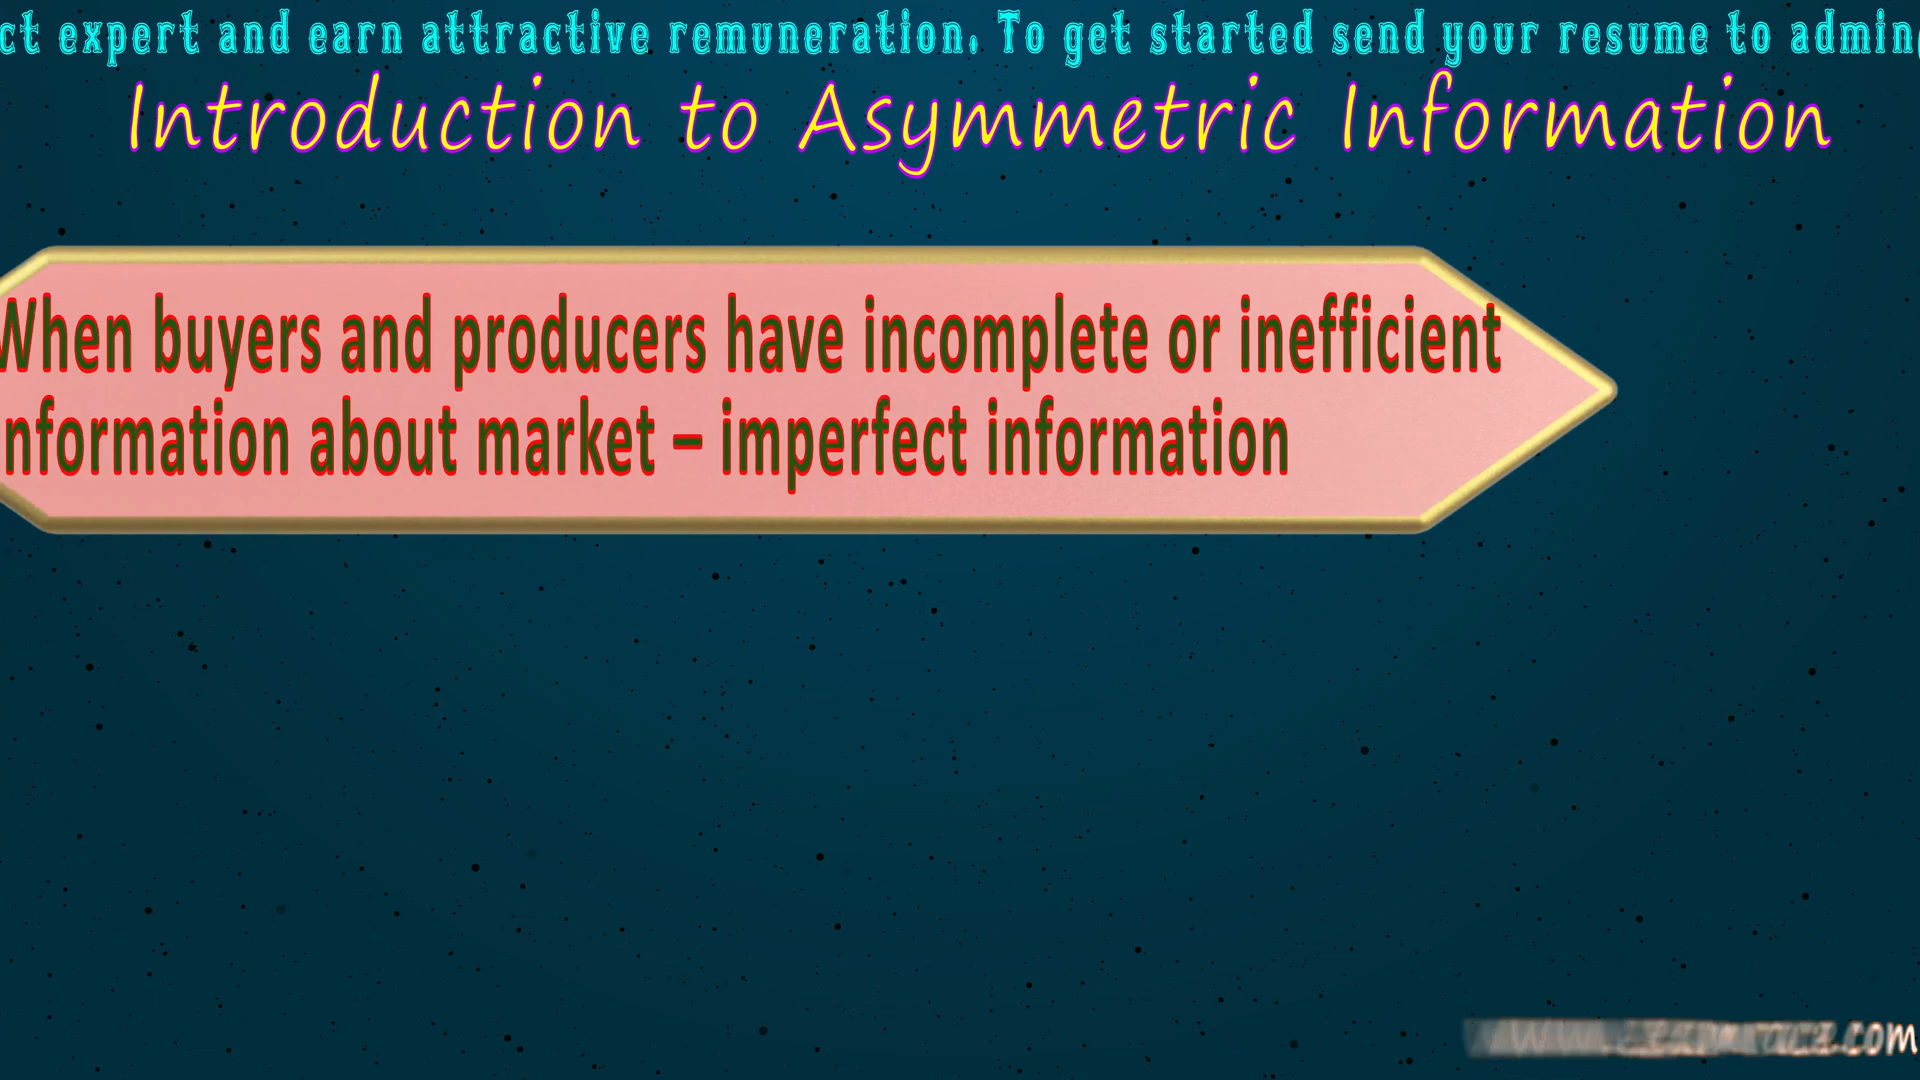 ct expert and earn attractive remuneration. To get started send your resume to admin
Introduction to Asymmetric Information
When buyers and producers have incomplete or inefficient
nformation about market – imperfect information
.com